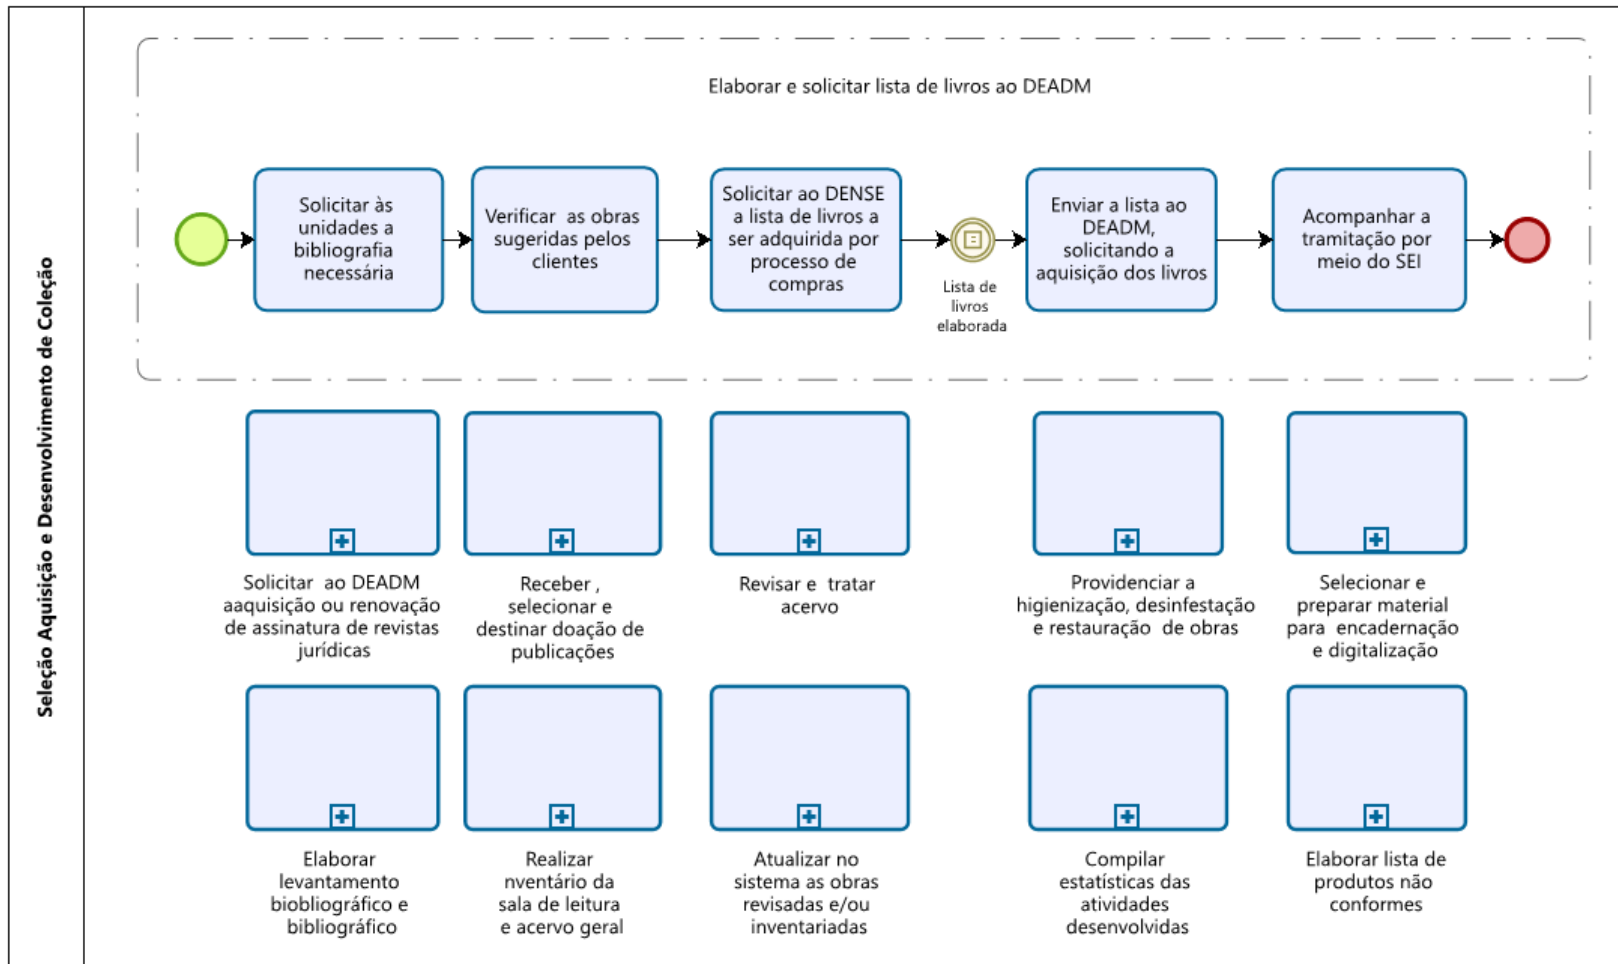 Seleção Aquisição e Desenvolvimento de Coleção
Elaborar e solicitar lista de livros ao DEADM
Solicitar às
unidades a
bibliografia
necessária
Verificar as obras
sugeridas pelos
clientes
Solicitar ao DENSE
a lista de livros a
ser adquirida por
processo de
compras
Lista de
livros
elaborada
Enviar a lista ao
DEADM,
solicitando a
aquisição dos livros
Acompanhar a
tramitação por
meio do SEI
Solicitar ao DEADM
aaquisição ou renovação
de assinatura de revistas
jurídicas
Receber ,
selecionar e
destinar doação de
publicações
Revisar e tratar
acervo
Providenciar a
higienização, desinfestação
e restauração de obras
Selecionar e
preparar material
para encadernação
e digitalização
Elaborar
levantamento
biobliográfico e
bibliográfico
Realizar
nventário da
sala de leitura
e acervo geral
Atualizar no
sistema as obras
revisadas e/ou
inventariadas
Compilar
estatísticas das
atividades
desenvolvidas
Elaborar lista de
produtos não
conformes